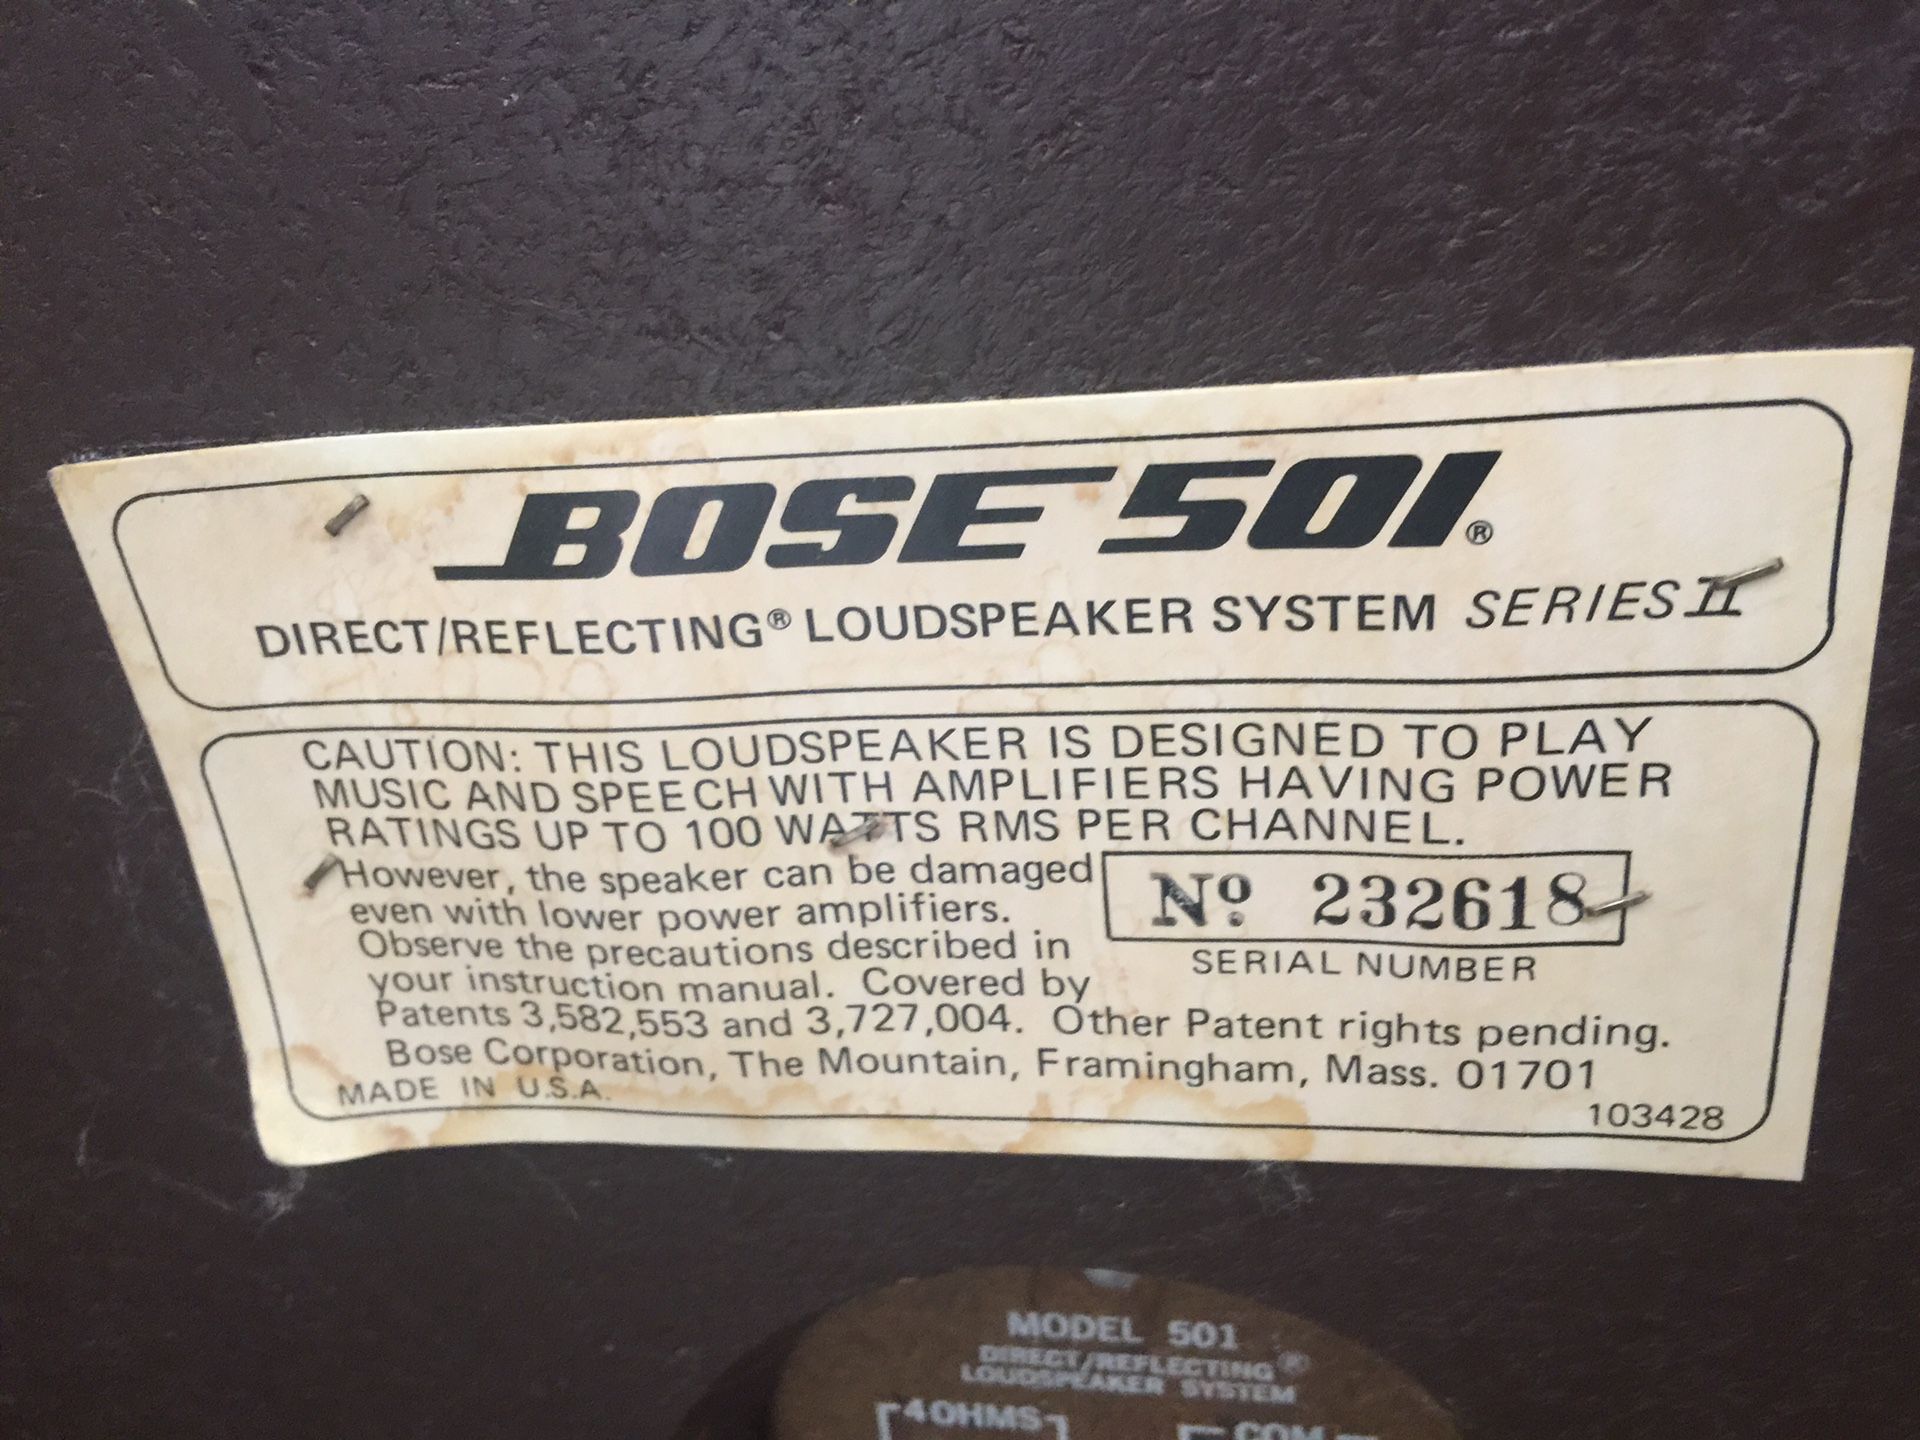 BOSE 501®
DIRECT/REFLECTING® LOUDSPEAKER SYSTEM SERIES II
CAUTION: THIS LOUDSPEAKER IS DESIGNED TO PLAY
MUSIC AND SPEECH WITH AMPLIFIERS HAVING POWER
RATINGS UP TO 100 WATTS RMS PER CHANNEL.
However, the speaker can be damaged
even with lower power amplifiers.
Observe the precautions described in
your instruction manual. Covered by
Patents 3,582,553 and 3,727,004. Other Patent rights pending.
Nº 232618
SERIAL NUMBER
Bose Corporation, The Mountain, Framingham, Mass. 01701
MADE IN U.S.A.
103428
MODEL 501
DIRECT/REFLECTING®
LOUDSPEAKER SYSTEM
4 OHMS
COM